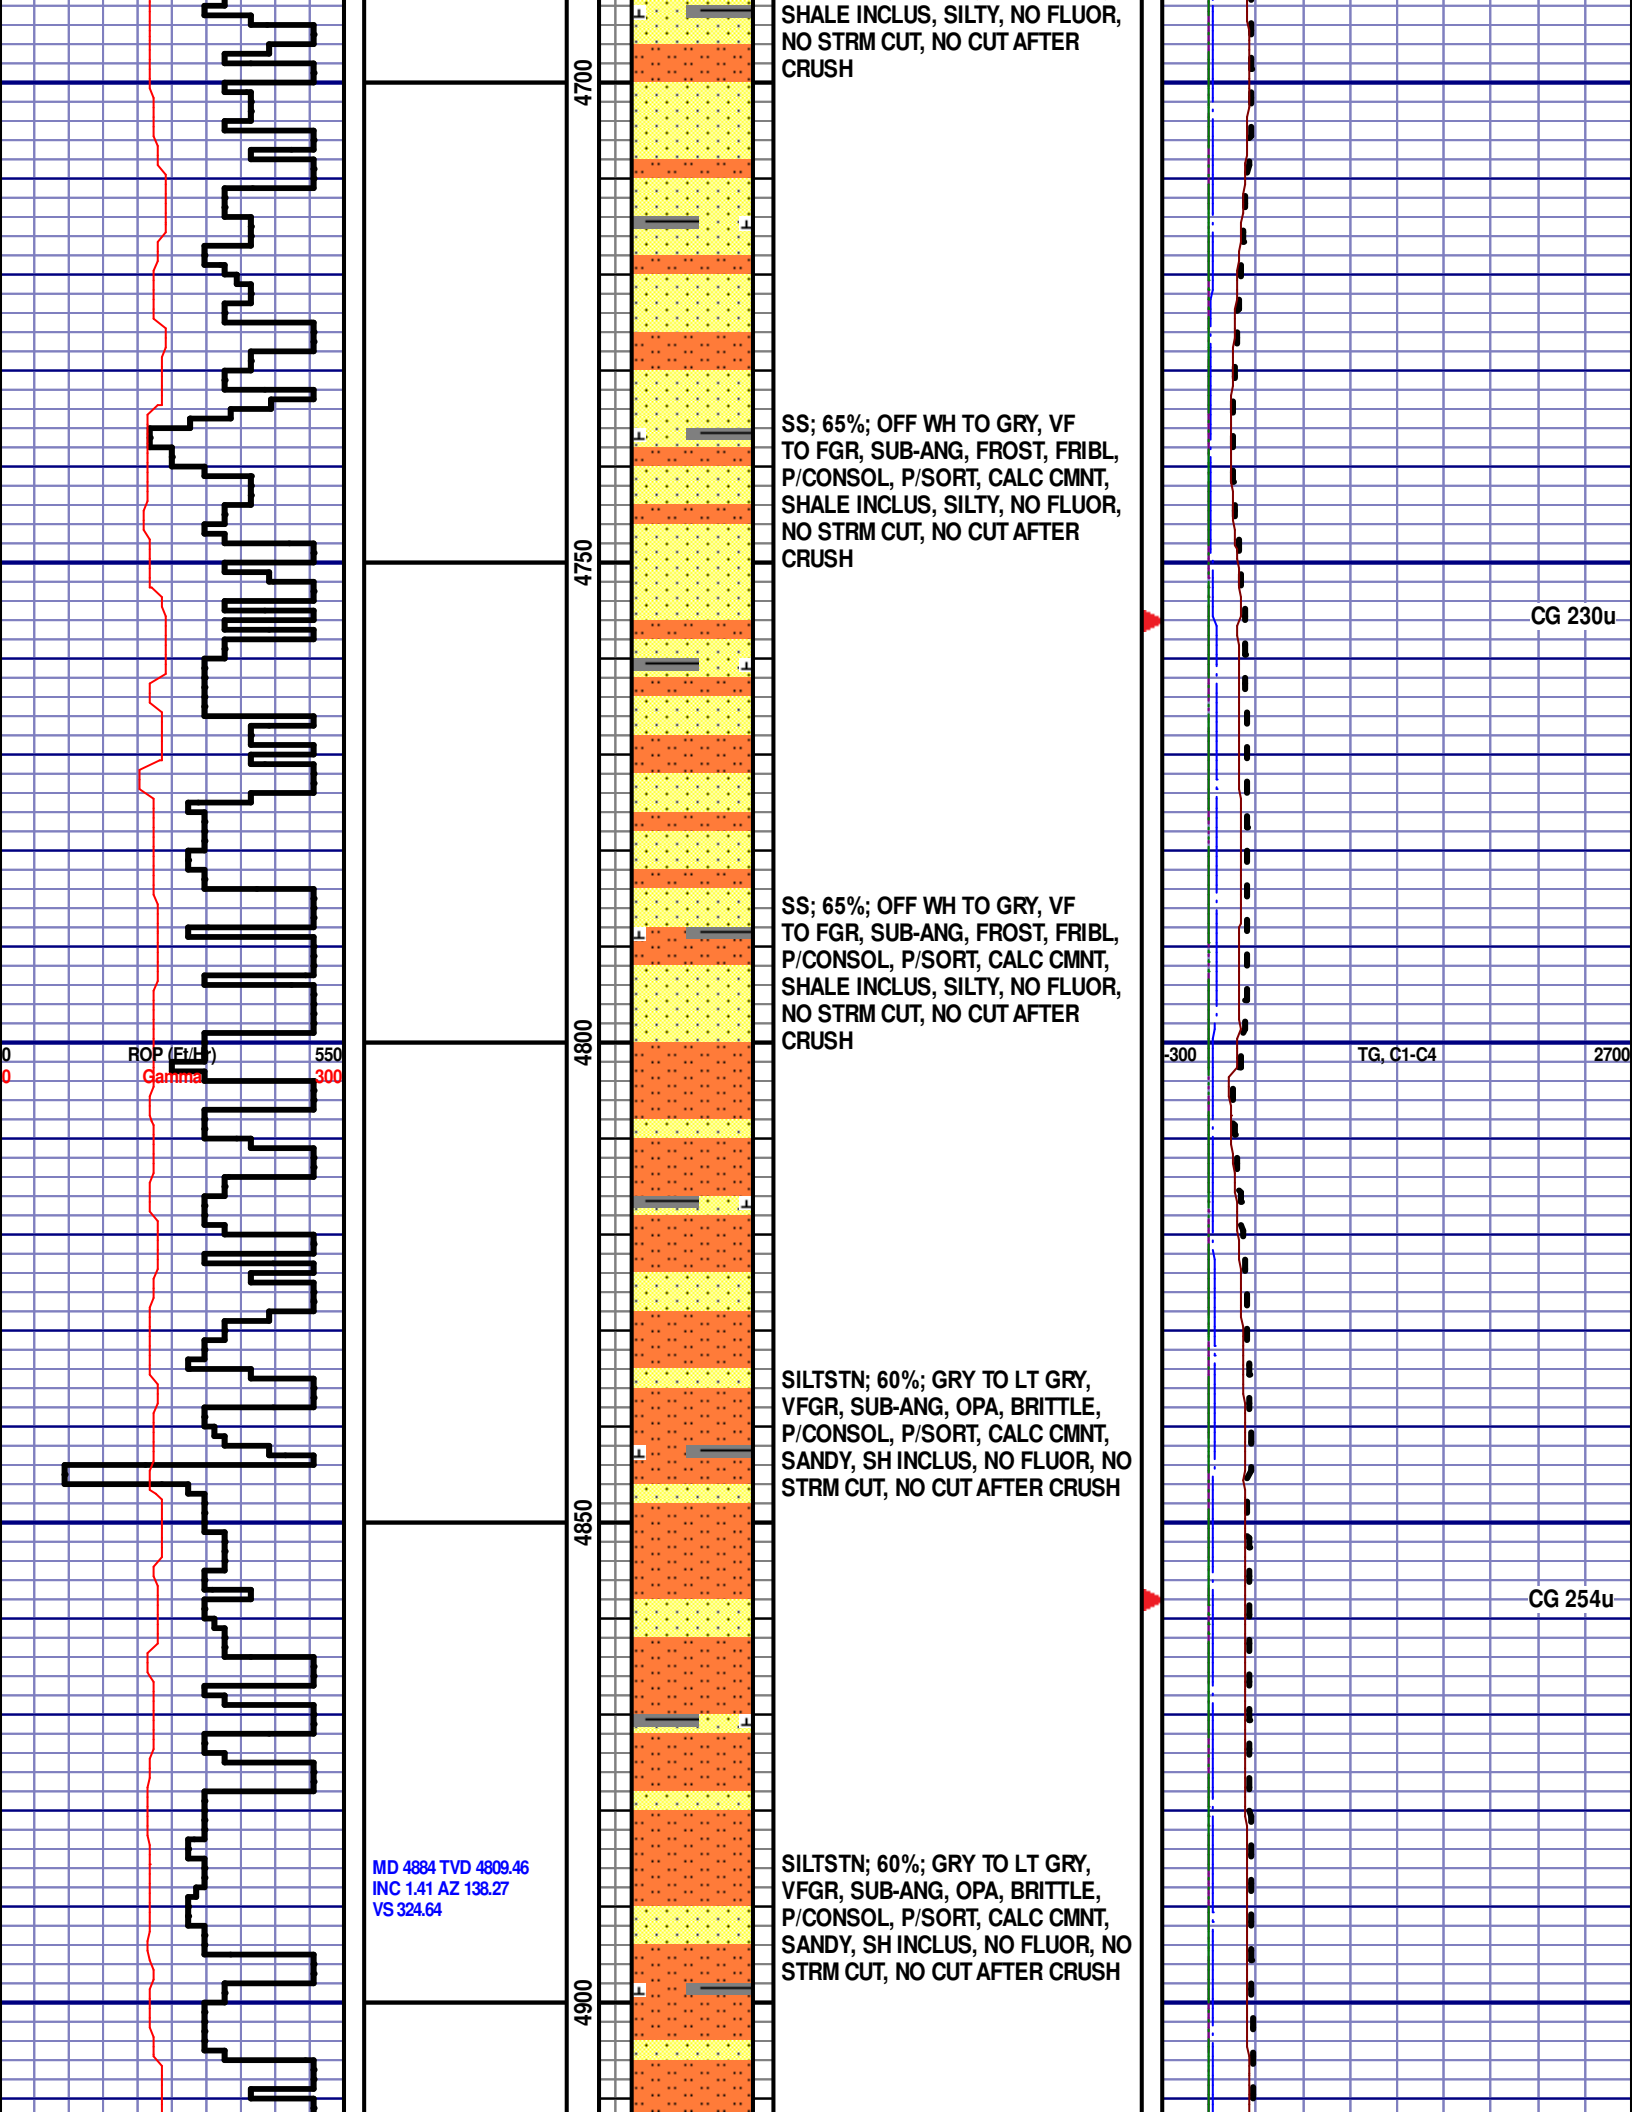 SHALE INCLUS, SILTY, NO FLUOR,
NO STRM CUT, NO CUT AFTER
CRUSH
4700
SS; 65%; OFF WH TO GRY, VF
TO FGR, SUB-ANG, FROST, FRIBL,
P/CONSOL, P/SORT, CALC CMNT,
SHALE INCLUS, SILTY, NO FLUOR,
NO STRM CUT, NO CUT AFTER
CRUSH
4750
CG 230u
SS; 65%; OFF WH TO GRY, VF
TO FGR, SUB-ANG, FROST, FRIBL,
P/CONSOL, P/SORT, CALC CMNT,
SHALE INCLUS, SILTY, NO FLUOR,
NO STRM CUT, NO CUT AFTER
CRUSH
4800
0 ROP (Ft/Hr) 550
0 Gamma 300
-300 TG, C1-C4 2700
SILTSTN; 60%; GRY TO LT GRY,
VFGR, SUB-ANG, OPA, BRITTLE,
P/CONSOL, P/SORT, CALC CMNT,
SANDY, SH INCLUS, NO FLUOR, NO
STRM CUT, NO CUT AFTER CRUSH
4850
CG 254u
MD 4884 TVD 4809.46
INC 1.41 AZ 138.27
VS 324.64
SILTSTN; 60%; GRY TO LT GRY,
VFGR, SUB-ANG, OPA, BRITTLE,
P/CONSOL, P/SORT, CALC CMNT,
SANDY, SH INCLUS, NO FLUOR, NO
STRM CUT, NO CUT AFTER CRUSH
4900